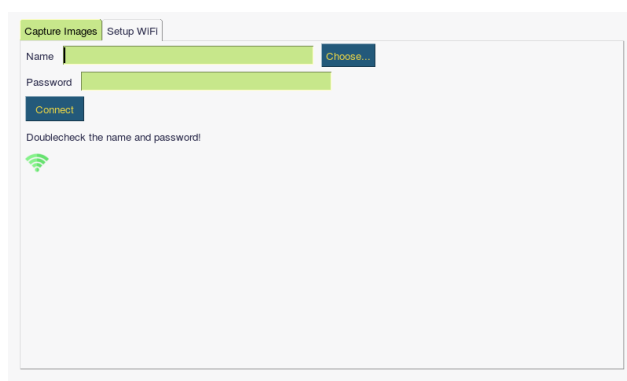 Capture Images Setup WiFi
Name Choose...
Password
Connect
Doublecheck the name and password!